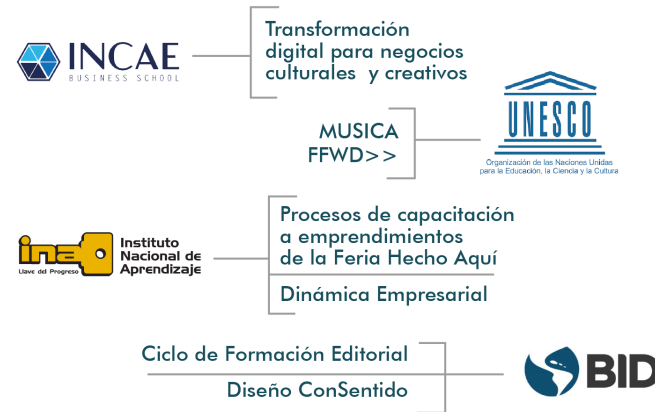 INCAE
BUSINESS SCHOOL
Transformación
digital para negocios
culturales y creativos
MUSICA
FFWD>>
UNESCO
Organización de las Naciones Unidas
para la Educación, la Ciencia y la Cultura
ina
Llave del Progreso
Instituto
Nacional de
Aprendizaje
Procesos de capacitación
a emprendimientos
de la Feria Hecho Aquí
Dinámica Empresarial
Ciclo de Formación Editorial
Diseño ConSentido
BID